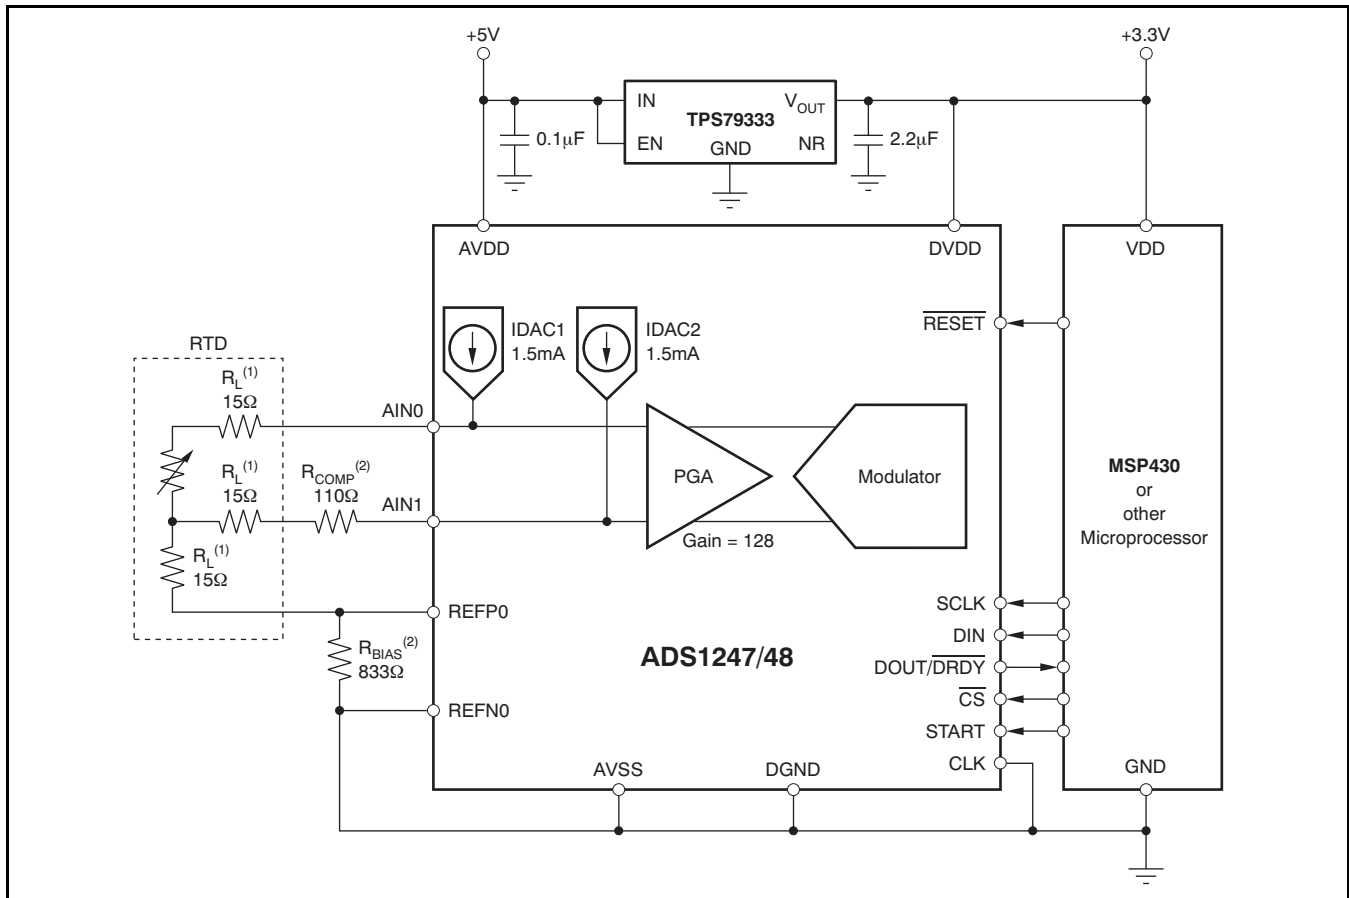 +5V
+3.3V
IN
VOUT
TPS79333
EN
GND
NR
0.1μF
2.2μF
AVDD
DVDD
VDD
RESET
IDAC1
1.5mA
IDAC2
1.5mA
RTD
RL(1)
15Ω
AIN0
RL(1)
15Ω
RCOMP(2)
110Ω
AIN1
PGA
Gain = 128
Modulator
MSP430
or
other
Microprocessor
RL(1)
15Ω
REFP0
RBIAS(2)
833Ω
REFN0
ADS1247/48
SCLK
DIN
DOUT/DRDY
CS
START
CLK
AVSS
DGND
GND